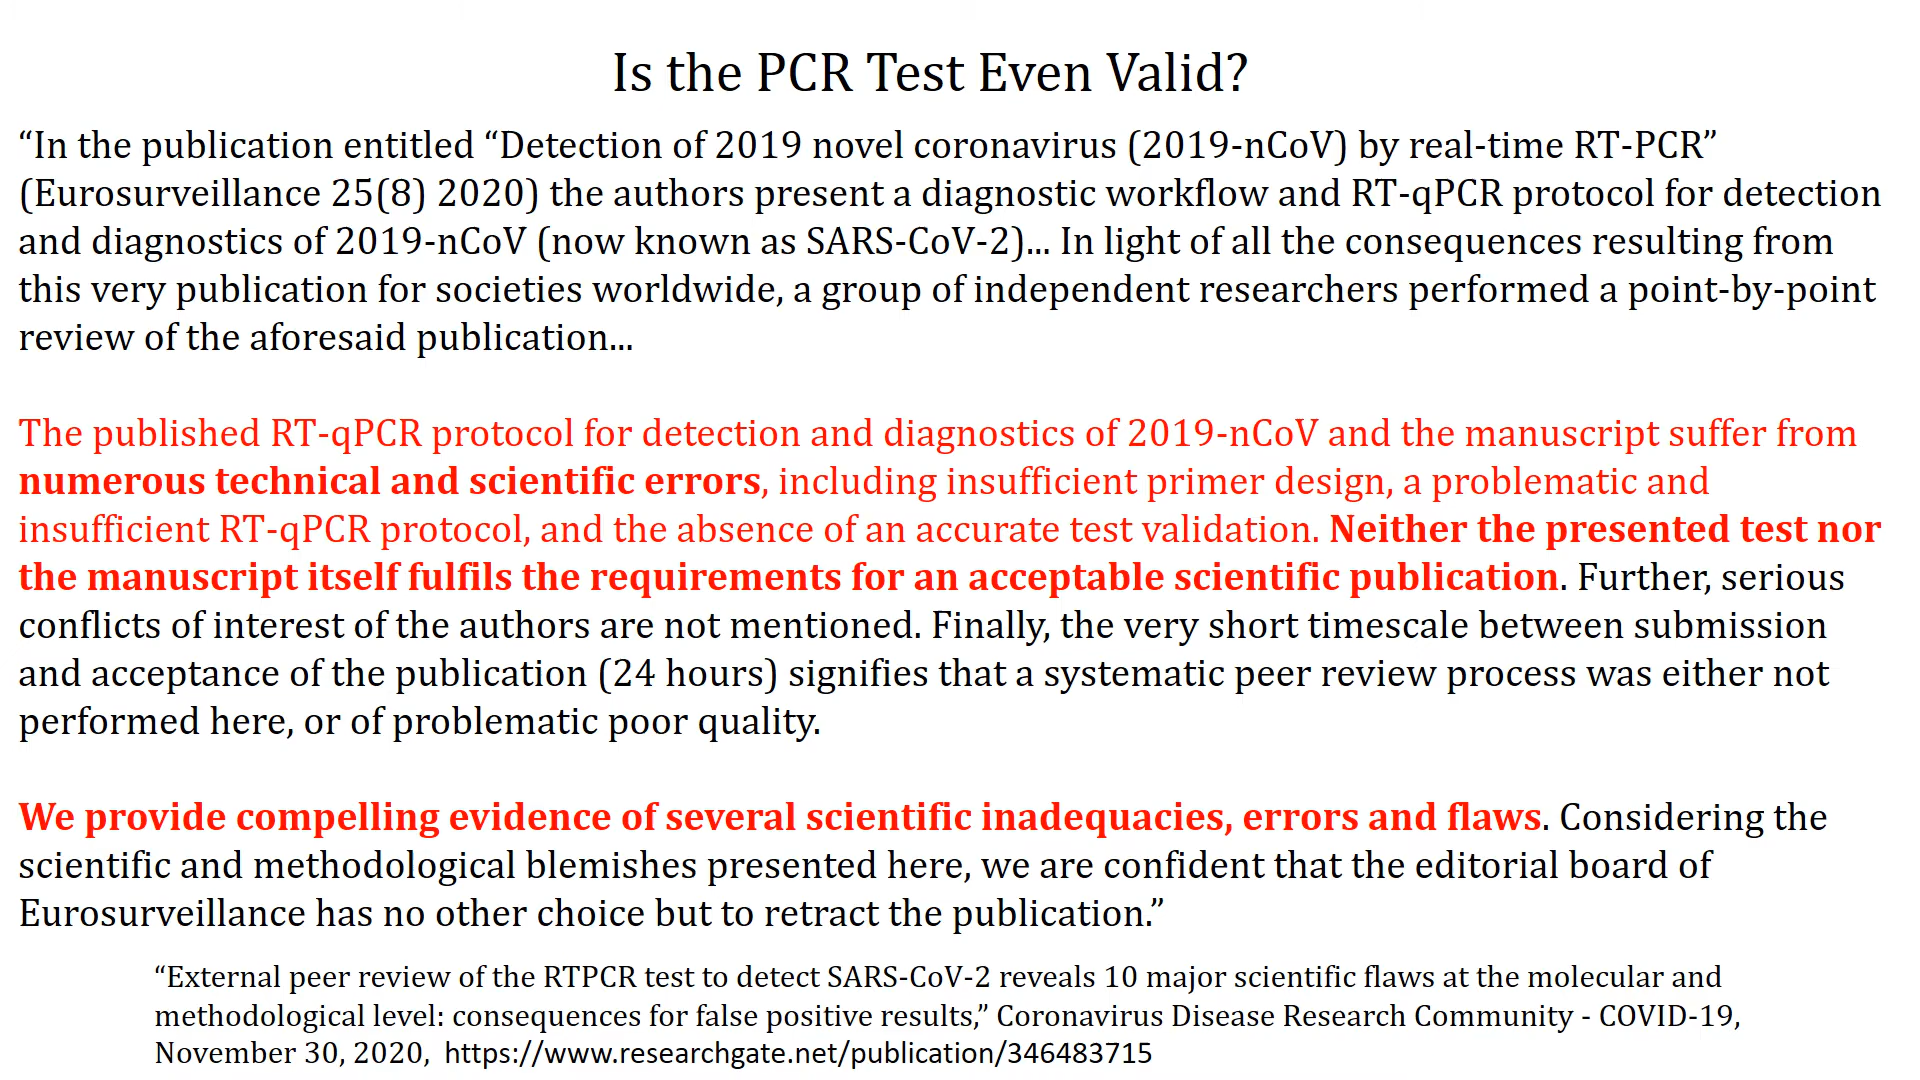 Is the PCR Test Even Valid?
“In the publication entitled “Detection of 2019 novel coronavirus (2019-nCoV) by real-time RT-PCR”
(Eurosurveillance 25(8) 2020) the authors present a diagnostic workflow and RT-qPCR protocol for detection
and diagnostics of 2019-nCoV (now known as SARS-CoV-2)... In light of all the consequences resulting from
this very publication for societies worldwide, a group of independent researchers performed a point-by-point
review of the aforesaid publication...
The published RT-qPCR protocol for detection and diagnostics of 2019-nCoV and the manuscript suffer from
numerous technical and scientific errors, including insufficient primer design, a problematic and
insufficient RT-qPCR protocol, and the absence of an accurate test validation. Neither the presented test nor
the manuscript itself fulfils the requirements for an acceptable scientific publication. Further, serious
conflicts of interest of the authors are not mentioned. Finally, the very short timescale between submission
and acceptance of the publication (24 hours) signifies that a systematic peer review process was either not
performed here, or of problematic poor quality.
We provide compelling evidence of several scientific inadequacies, errors and flaws. Considering the
scientific and methodological blemishes presented here, we are confident that the editorial board of
Eurosurveillance has no other choice but to retract the publication.”
“External peer review of the RTPCR test to detect SARS-CoV-2 reveals 10 major scientific flaws at the molecular and
methodological level: consequences for false positive results,” Coronavirus Disease Research Community - COVID-19,
November 30, 2020, https://www.researchgate.net/publication/346483715